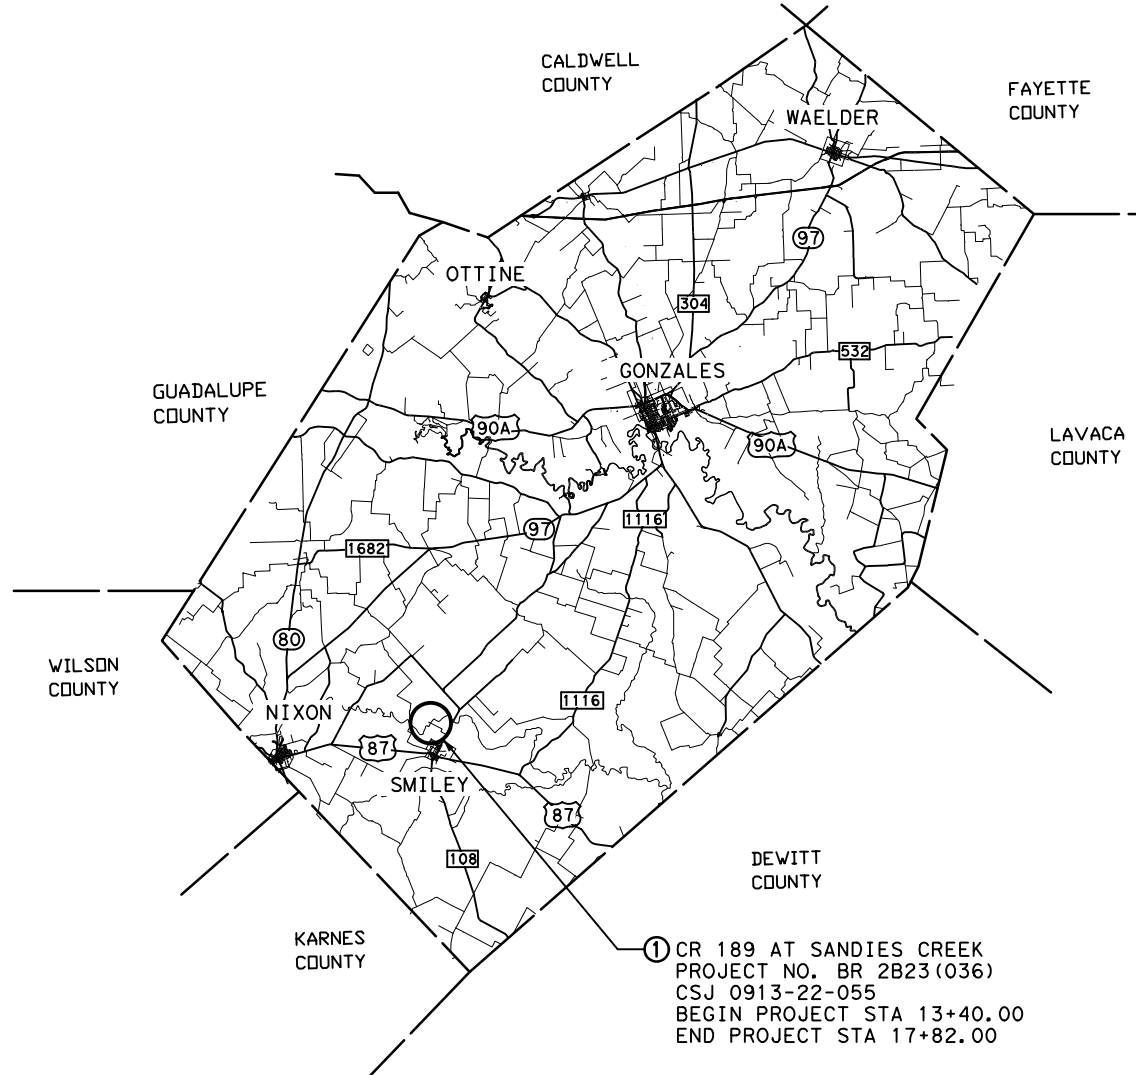 CALDWELL
COUNTY
FAYETTE
COUNTY
WAELDER
97
OTTINE
304
532
GONZALES
GUADALUPE
COUNTY
90A
90A
LAVACA
COUNTY
1116
97
1682
80
WILSON
COUNTY
1116
NIXON
87
SMILEY
87
108
DEWITT
COUNTY
KARNES
COUNTY
1 CR 189 AT SANDIES CREEK
PROJECT NO. BR 2B23(036)
CSJ 0913-22-055
BEGIN PROJECT STA 13+40.00
END PROJECT STA 17+82.00